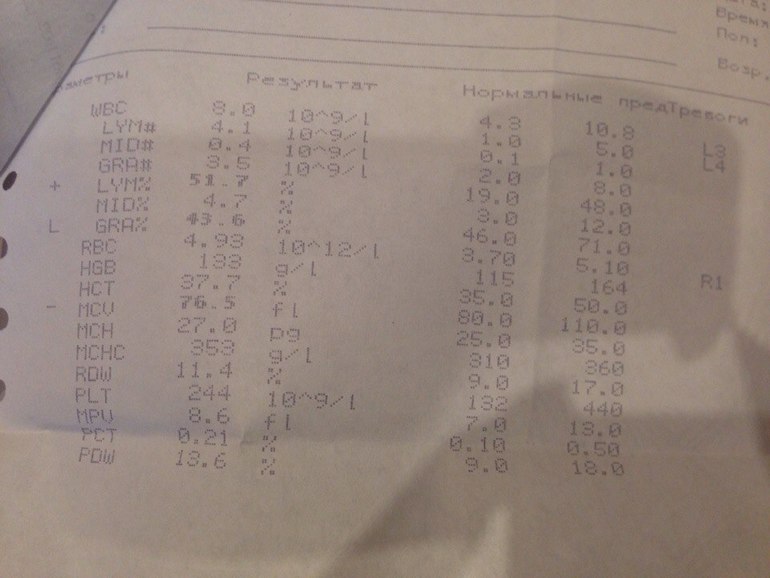 Время
Пол:
Возр.
Результат Нормальные пред Тревоги
WBC 8.0 10^9/l 4.3 10.8
LYM# 4.1 10^9/l 1.0 5.0 L3
MID# 0.4 10^9/l 0.1 1.0 L4
GRA# 3.5 10^9/l 2.0 8.0
+ LYM% 51.7 % 19.0 48.0
MID% 4.7 % 3.0 12.0
L GRA% 43.6 % 46.0 71.0
RBC 4.93 10^12/l 3.70 5.10
HGB 133 g/l 115 164 R1
HCT 37.7 % 35.0 50.0
- MCV 76.5 fl 80.0 110.0
MCH 27.0 pg 25.0 35.0
MCHC 353 g/l 310 360
RDW 11.4 % 9.0 17.0
PLT 244 10^9/l 132 440
MPV 8.6 fl 7.0 13.0
PCT 0.21 % 0.10 0.50
PDW 13.6 % 9.0 18.0